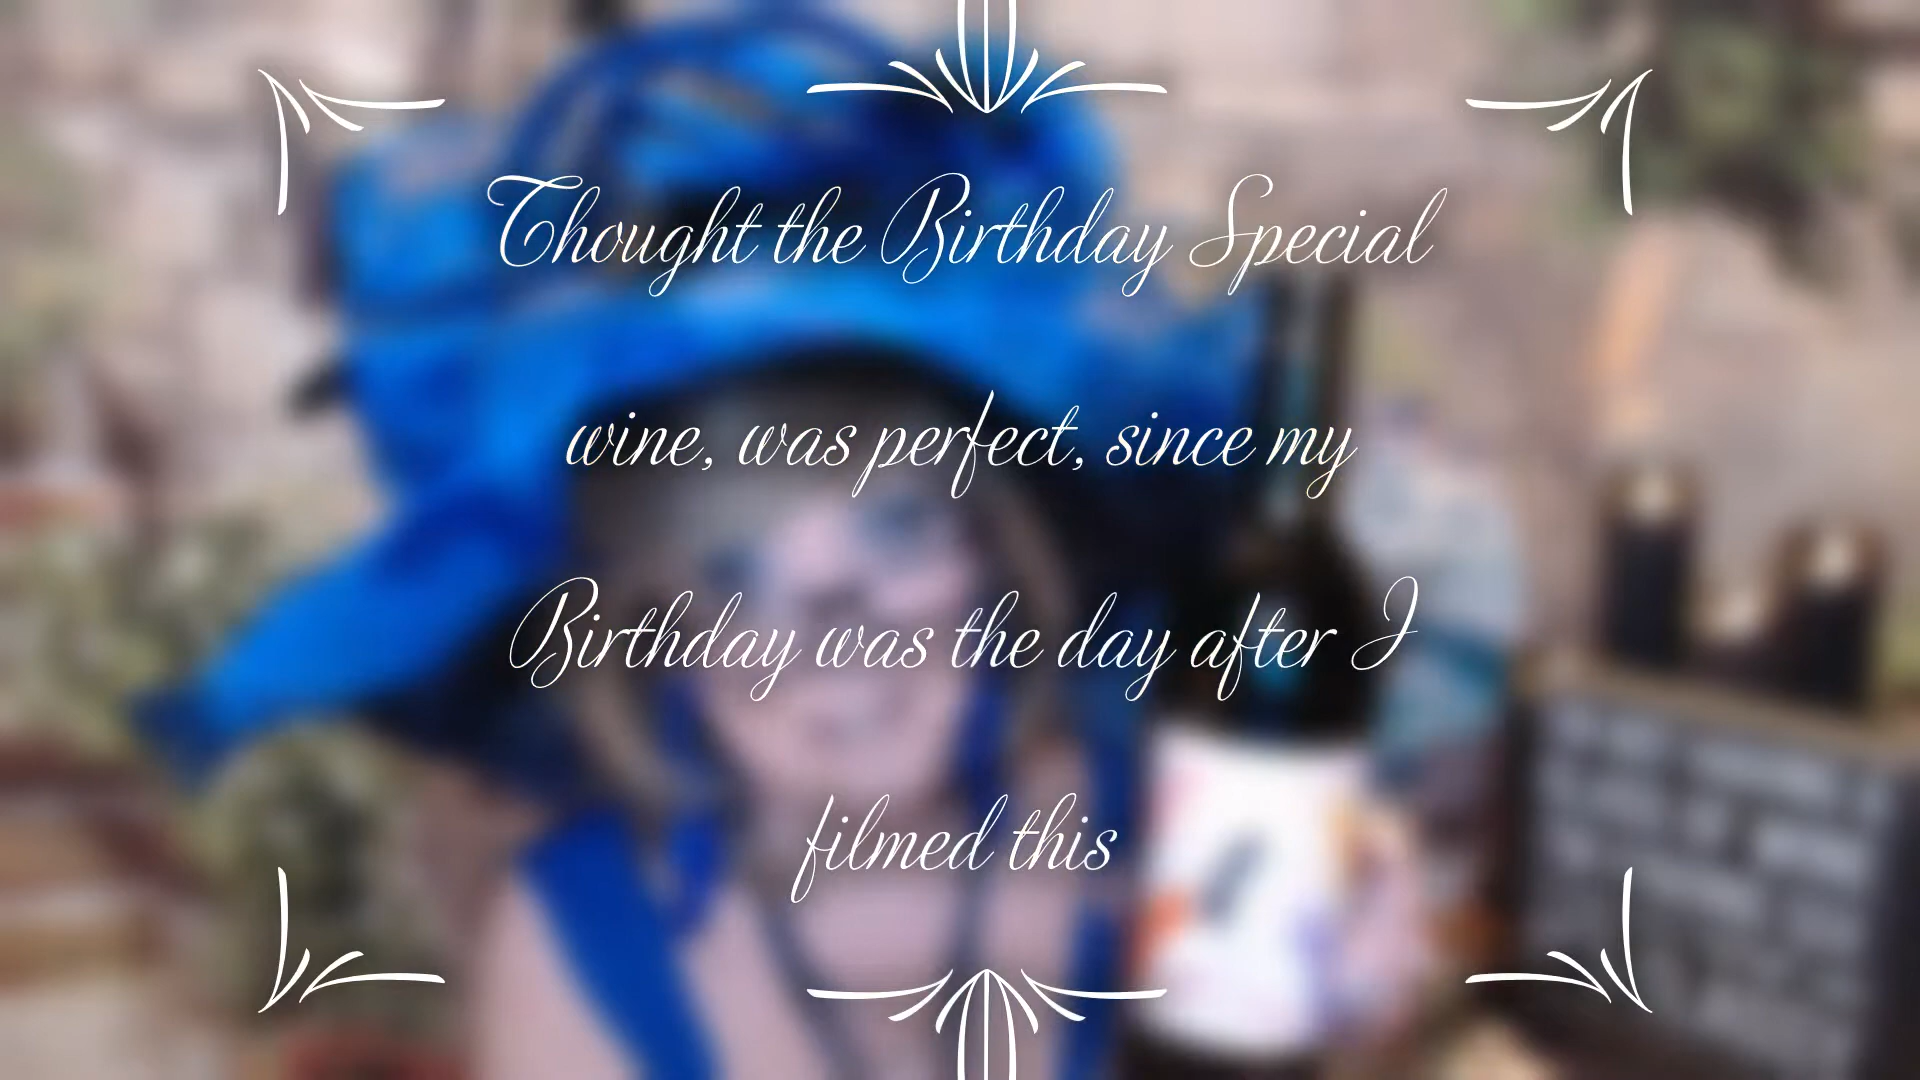 Thought the Birthday Special
wine, was perfect, since my
Birthday was the day after I
filmed this